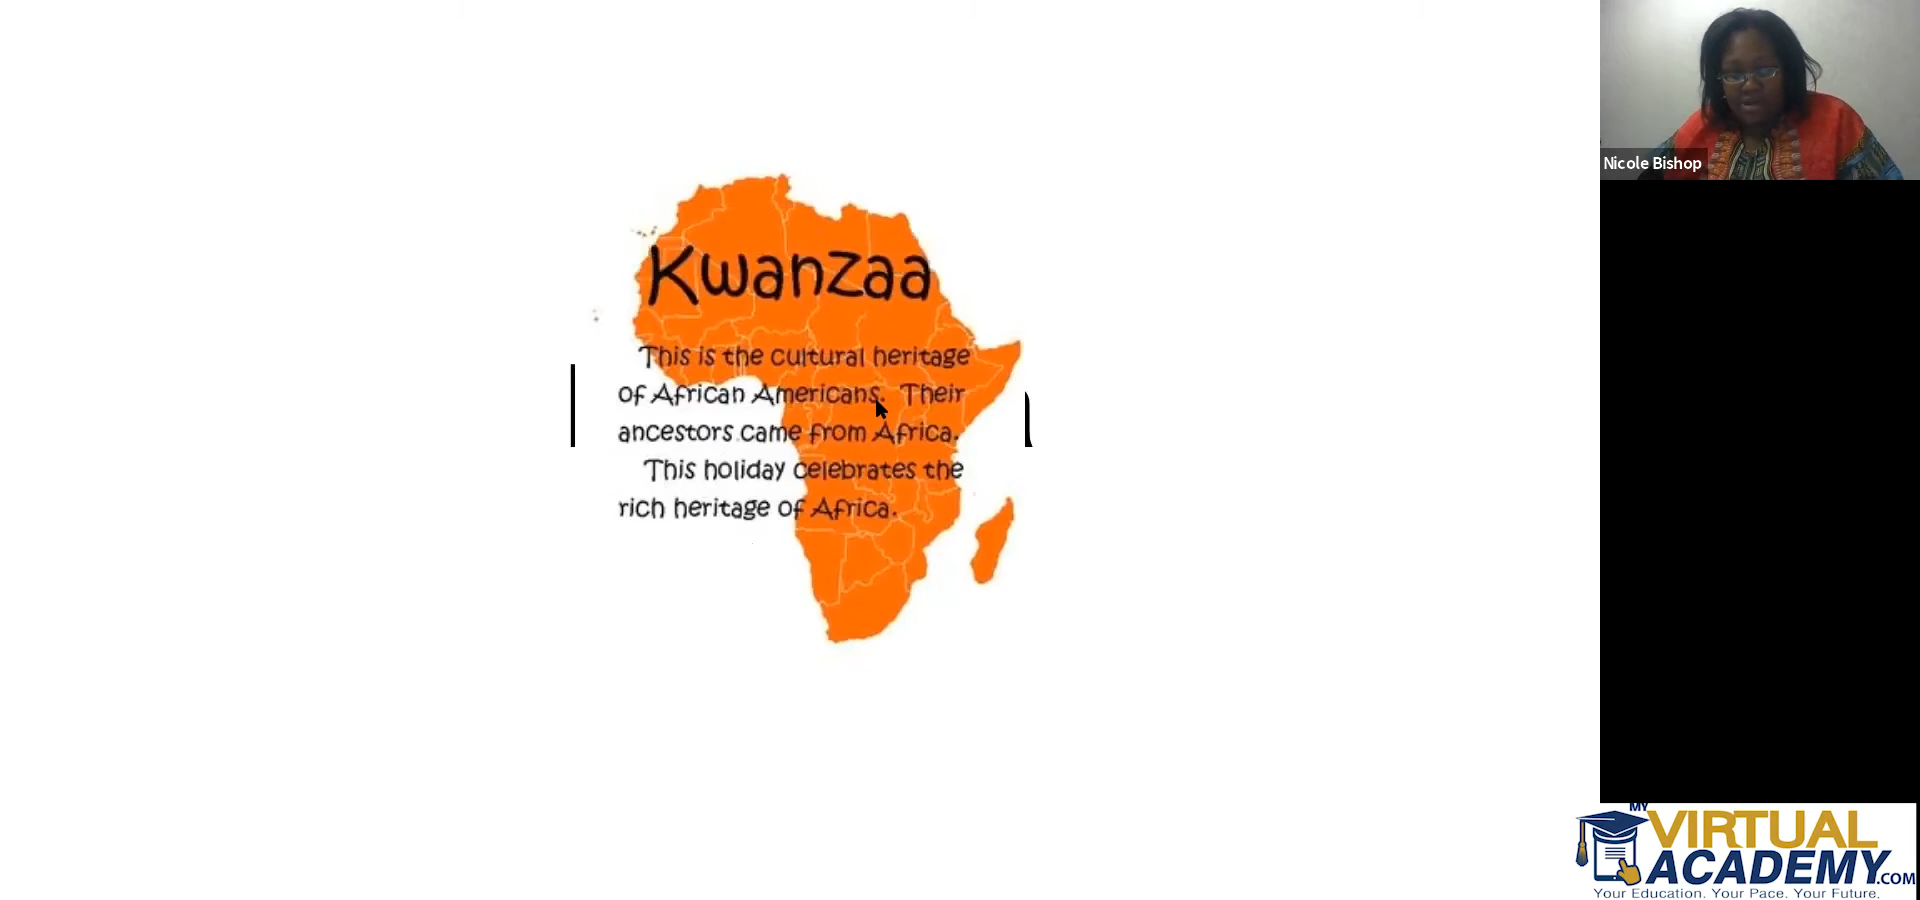 Kwanzaa
This is the cultural heritage
of African Americans. Their
ancestors came from Africa.
This holiday celebrates the
rich heritage of Africa.
Nicole Bishop
MY
VIRTUAL
ACADEMY.COM
Your Education. Your Pace. Your Future.